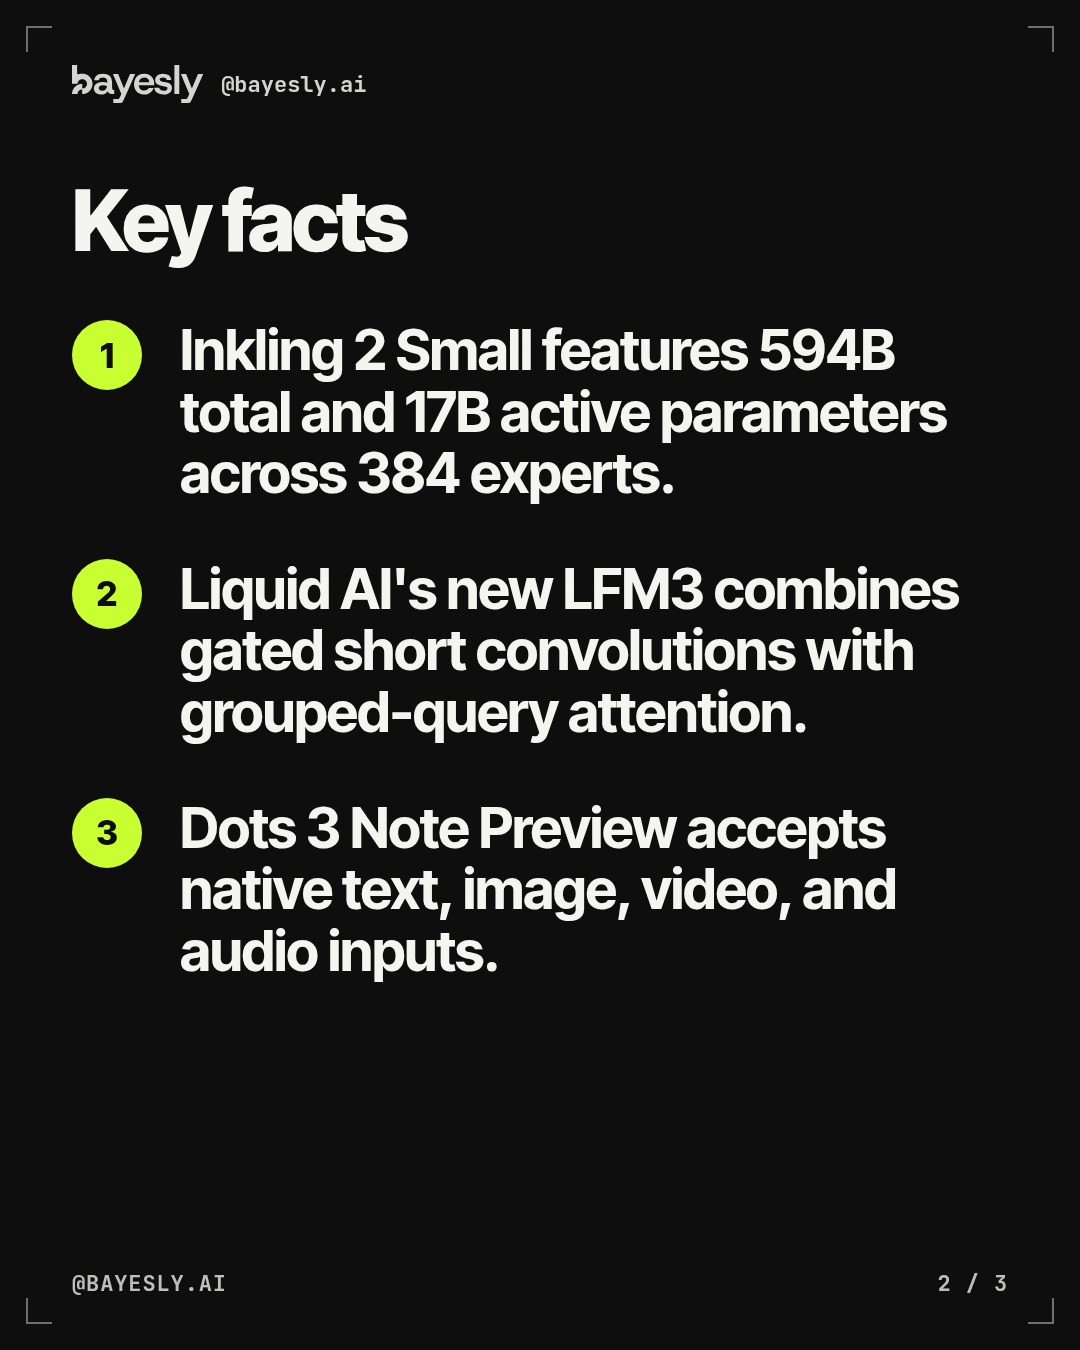 bayesly @bayesly.ai
Key facts
1 Inkling 2 Small features 594B
total and 17B active parameters
across 384 experts.
2 Liquid AI's new LFM3 combines
gated short convolutions with
grouped-query attention.
3 Dots 3 Note Preview accepts
native text, image, video, and
audio inputs.
@BAYESLY.AI 2 / 3